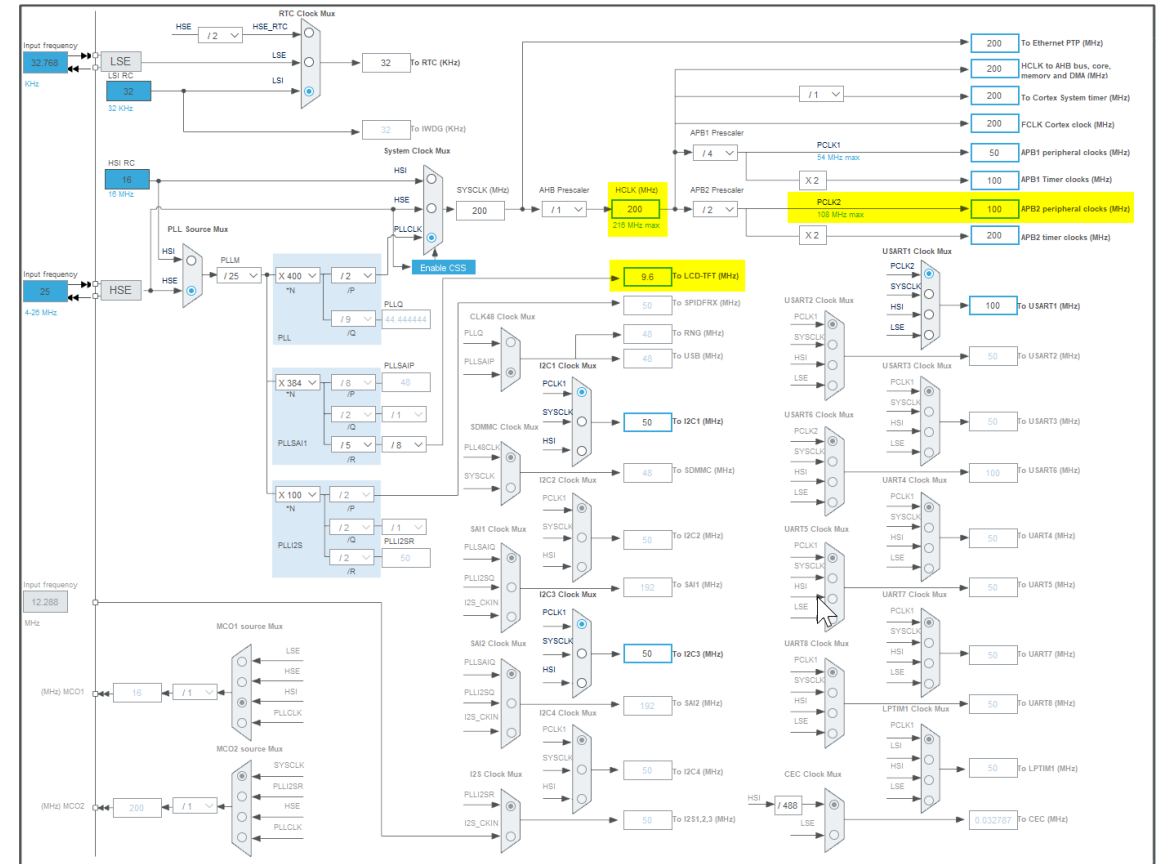 RTC Clock Mux
HSE
/ 2
HSE_RTC
Input frequency
32.768
KHz
LSE
LSE
32
To RTC (KHz)
LSI RC
32
32 KHz
LSI
32
To IWDG (KHz)
System Clock Mux
HSI RC
16
16 MHz
HSI
HSE
PLLCLK
SYSCLK (MHz)
200
AHB Prescaler
/ 1
HCLK (MHz)
200
216 MHz max
Enable CSS
200
To Ethernet PTP (MHz)
200
HCLK to AHB bus, core,
memory and DMA (MHz)
/ 1
200
To Cortex System timer (MHz)
200
FCLK Cortex clock (MHz)
APB1 Prescaler
/ 4
PCLK1
54 MHz max
50
APB1 peripheral clocks (MHz)
X 2
100
APB1 Timer clocks (MHz)
APB2 Prescaler
/ 2
PCLK2
108 MHz max
100
APB2 peripheral clocks (MHz)
X 2
200
APB2 timer clocks (MHz)
PLL Source Mux
HSI
HSE
Input frequency
25
4-26 MHz
HSE
PLLM
/ 25
X 400
*N
/ 2
/P
PLLQ
/ 9
44.444444
/Q
PLL
PLLSAIP
X 384
*N
/ 8
48
/P
/ 2
/ 1
/Q
PLLSAI1
/ 5
/ 8
/R
X 100
*N
/ 2
/P
/ 2
/ 1
/Q
PLLI2SR
PLLI2S
/ 2
50
/R
9.6
To LCD-TFT (MHz)
50
To SPDIFRX (MHz)
CLK48 Clock Mux
PLLQ
PLLSAIP
48
To RNG (MHz)
48
To USB (MHz)
I2C1 Clock Mux
PCLK1
SYSCLK
HSI
50
To I2C1 (MHz)
SDMMC Clock Mux
PLL48CLK
SYSCLK
48
To SDMMC (MHz)
I2C2 Clock Mux
PCLK1
SYSCLK
HSI
50
To I2C2 (MHz)
SAI1 Clock Mux
PLLSAIQ
PLLI2SQ
I2S_CKIN
192
To SAI1 (MHz)
I2C3 Clock Mux
PCLK1
SYSCLK
HSI
50
To I2C3 (MHz)
SAI2 Clock Mux
PLLSAIQ
PLLI2SQ
I2S_CKIN
192
To SAI2 (MHz)
I2C4 Clock Mux
PCLK1
SYSCLK
HSI
50
To I2C4 (MHz)
I2S Clock Mux
PLLI2SR
I2S_CKIN
50
To I2S1,2,3 (MHz)
Input frequency
12.288
MHz
MCO1 source Mux
LSE
HSE
HSI
PLLCLK
(MHz) MCO1
16
/ 1
MCO2 source Mux
SYSCLK
PLLI2SR
HSE
PLLCLK
(MHz) MCO2
200
/ 1
USART1 Clock Mux
PCLK2
SYSCLK
HSI
LSE
100
To USART1 (MHz)
USART2 Clock Mux
PCLK1
SYSCLK
HSI
LSE
50
To USART2 (MHz)
USART3 Clock Mux
PCLK1
SYSCLK
HSI
LSE
50
To USART3 (MHz)
USART6 Clock Mux
PCLK2
SYSCLK
HSI
LSE
100
To USART6 (MHz)
UART4 Clock Mux
PCLK1
SYSCLK
HSI
LSE
50
To UART4 (MHz)
UART5 Clock Mux
PCLK1
SYSCLK
HSI
LSE
50
To UART5 (MHz)
UART7 Clock Mux
PCLK1
SYSCLK
HSI
LSE
50
To UART7 (MHz)
UART8 Clock Mux
PCLK1
SYSCLK
HSI
LSE
50
To UART8 (MHz)
LPTIM1 Clock Mux
PCLK1
LSI
HSI
LSE
50
To LPTIM1 (MHz)
CEC Clock Mux
HSI
/ 488
LSE
0.032787
To CEC (MHz)